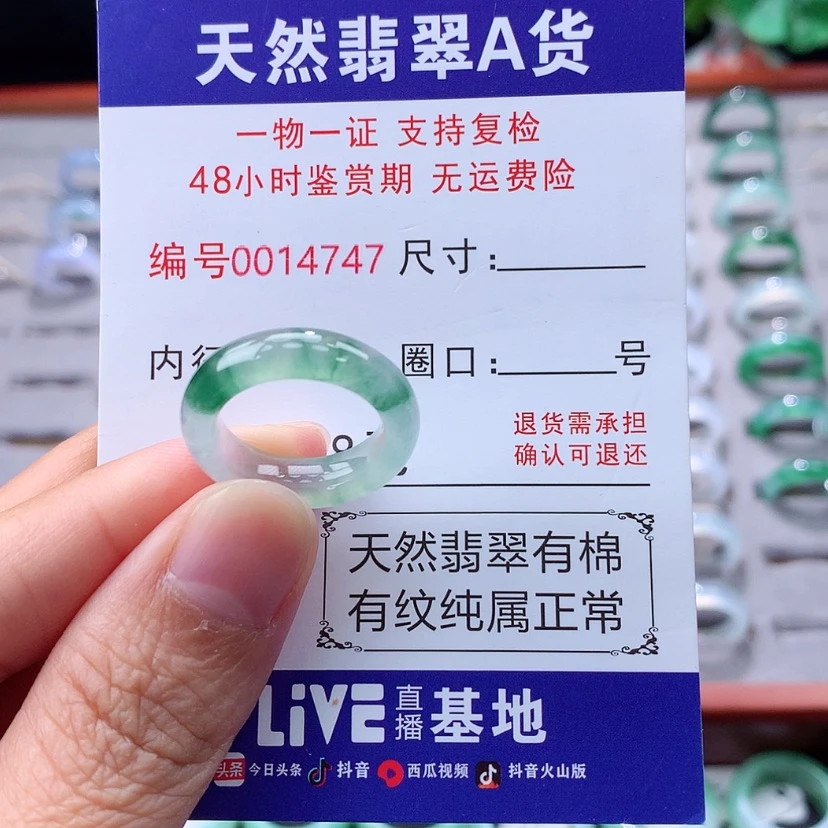 天然翡翠A货
一物一证 支持复检
48小时鉴赏期 无运费险
编号0014747 尺寸:
内径 圈口: 号
退货需承担
确认可退还
天然翡翠有棉
有纹纯属正常
LiVE 直播 基地
头条 今日头条 抖音 西瓜视频 抖音火山版